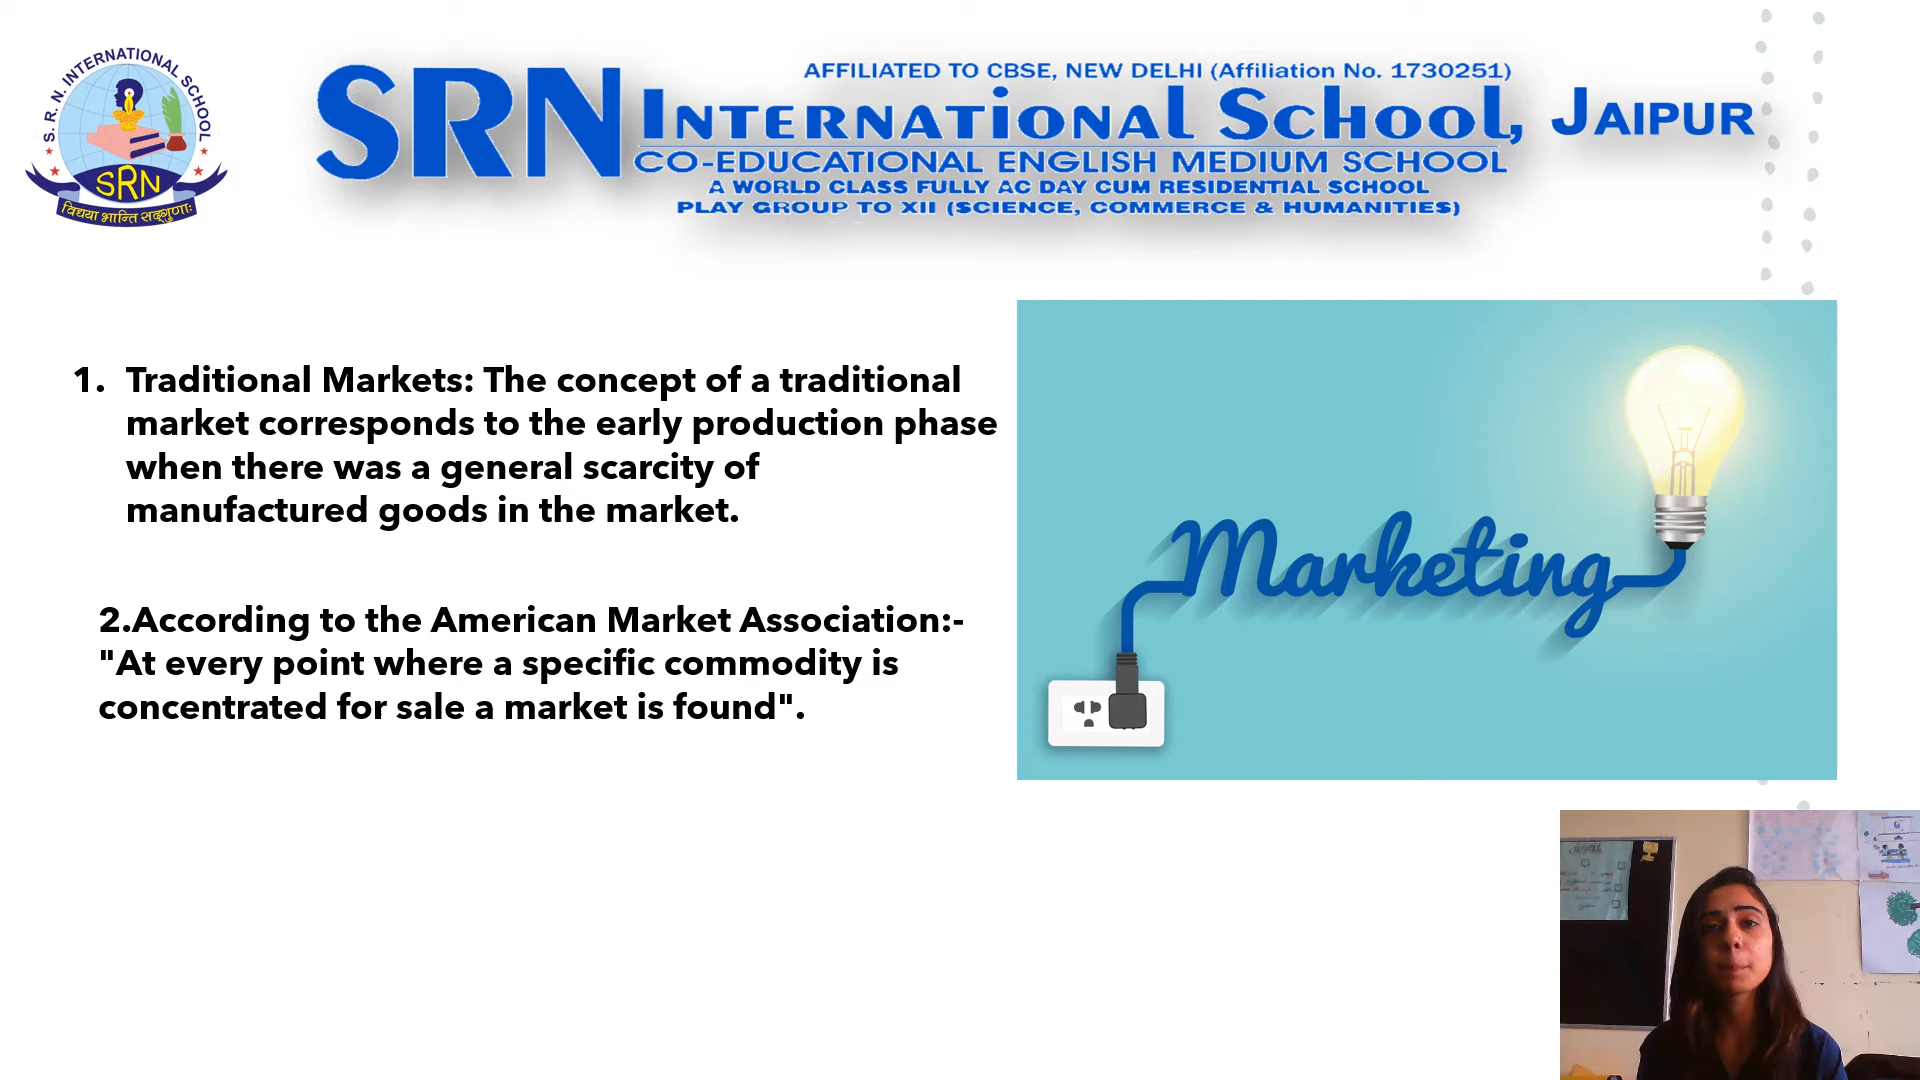 S. R. N. INTERNATIONAL SCHOOL
SRN
विद्यया भान्ति सद्गुणाः
AFFILIATED TO CBSE, NEW DELHI (Affiliation No. 1730251)
SRN INTERNATIONAL SCHOOL, JAIPUR
CO-EDUCATIONAL ENGLISH MEDIUM SCHOOL
A WORLD CLASS FULLY AC DAY CUM RESIDENTIAL SCHOOL
PLAY GROUP TO XII (SCIENCE, COMMERCE & HUMANITIES)
1. Traditional Markets: The concept of a traditional
market corresponds to the early production phase
when there was a general scarcity of
manufactured goods in the market.
2.According to the American Market Association:-
"At every point where a specific commodity is
concentrated for sale a market is found".
Marketing